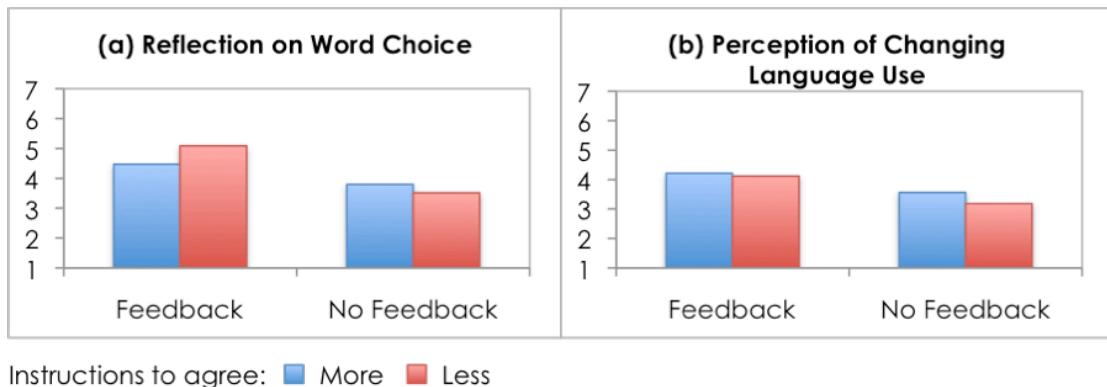 (a) Reflection on Word Choice
7
6
5
4
3
2
1
Feedback No Feedback
(b) Perception of Changing
Language Use
7
6
5
4
3
2
1
Feedback No Feedback
Instructions to agree: More Less